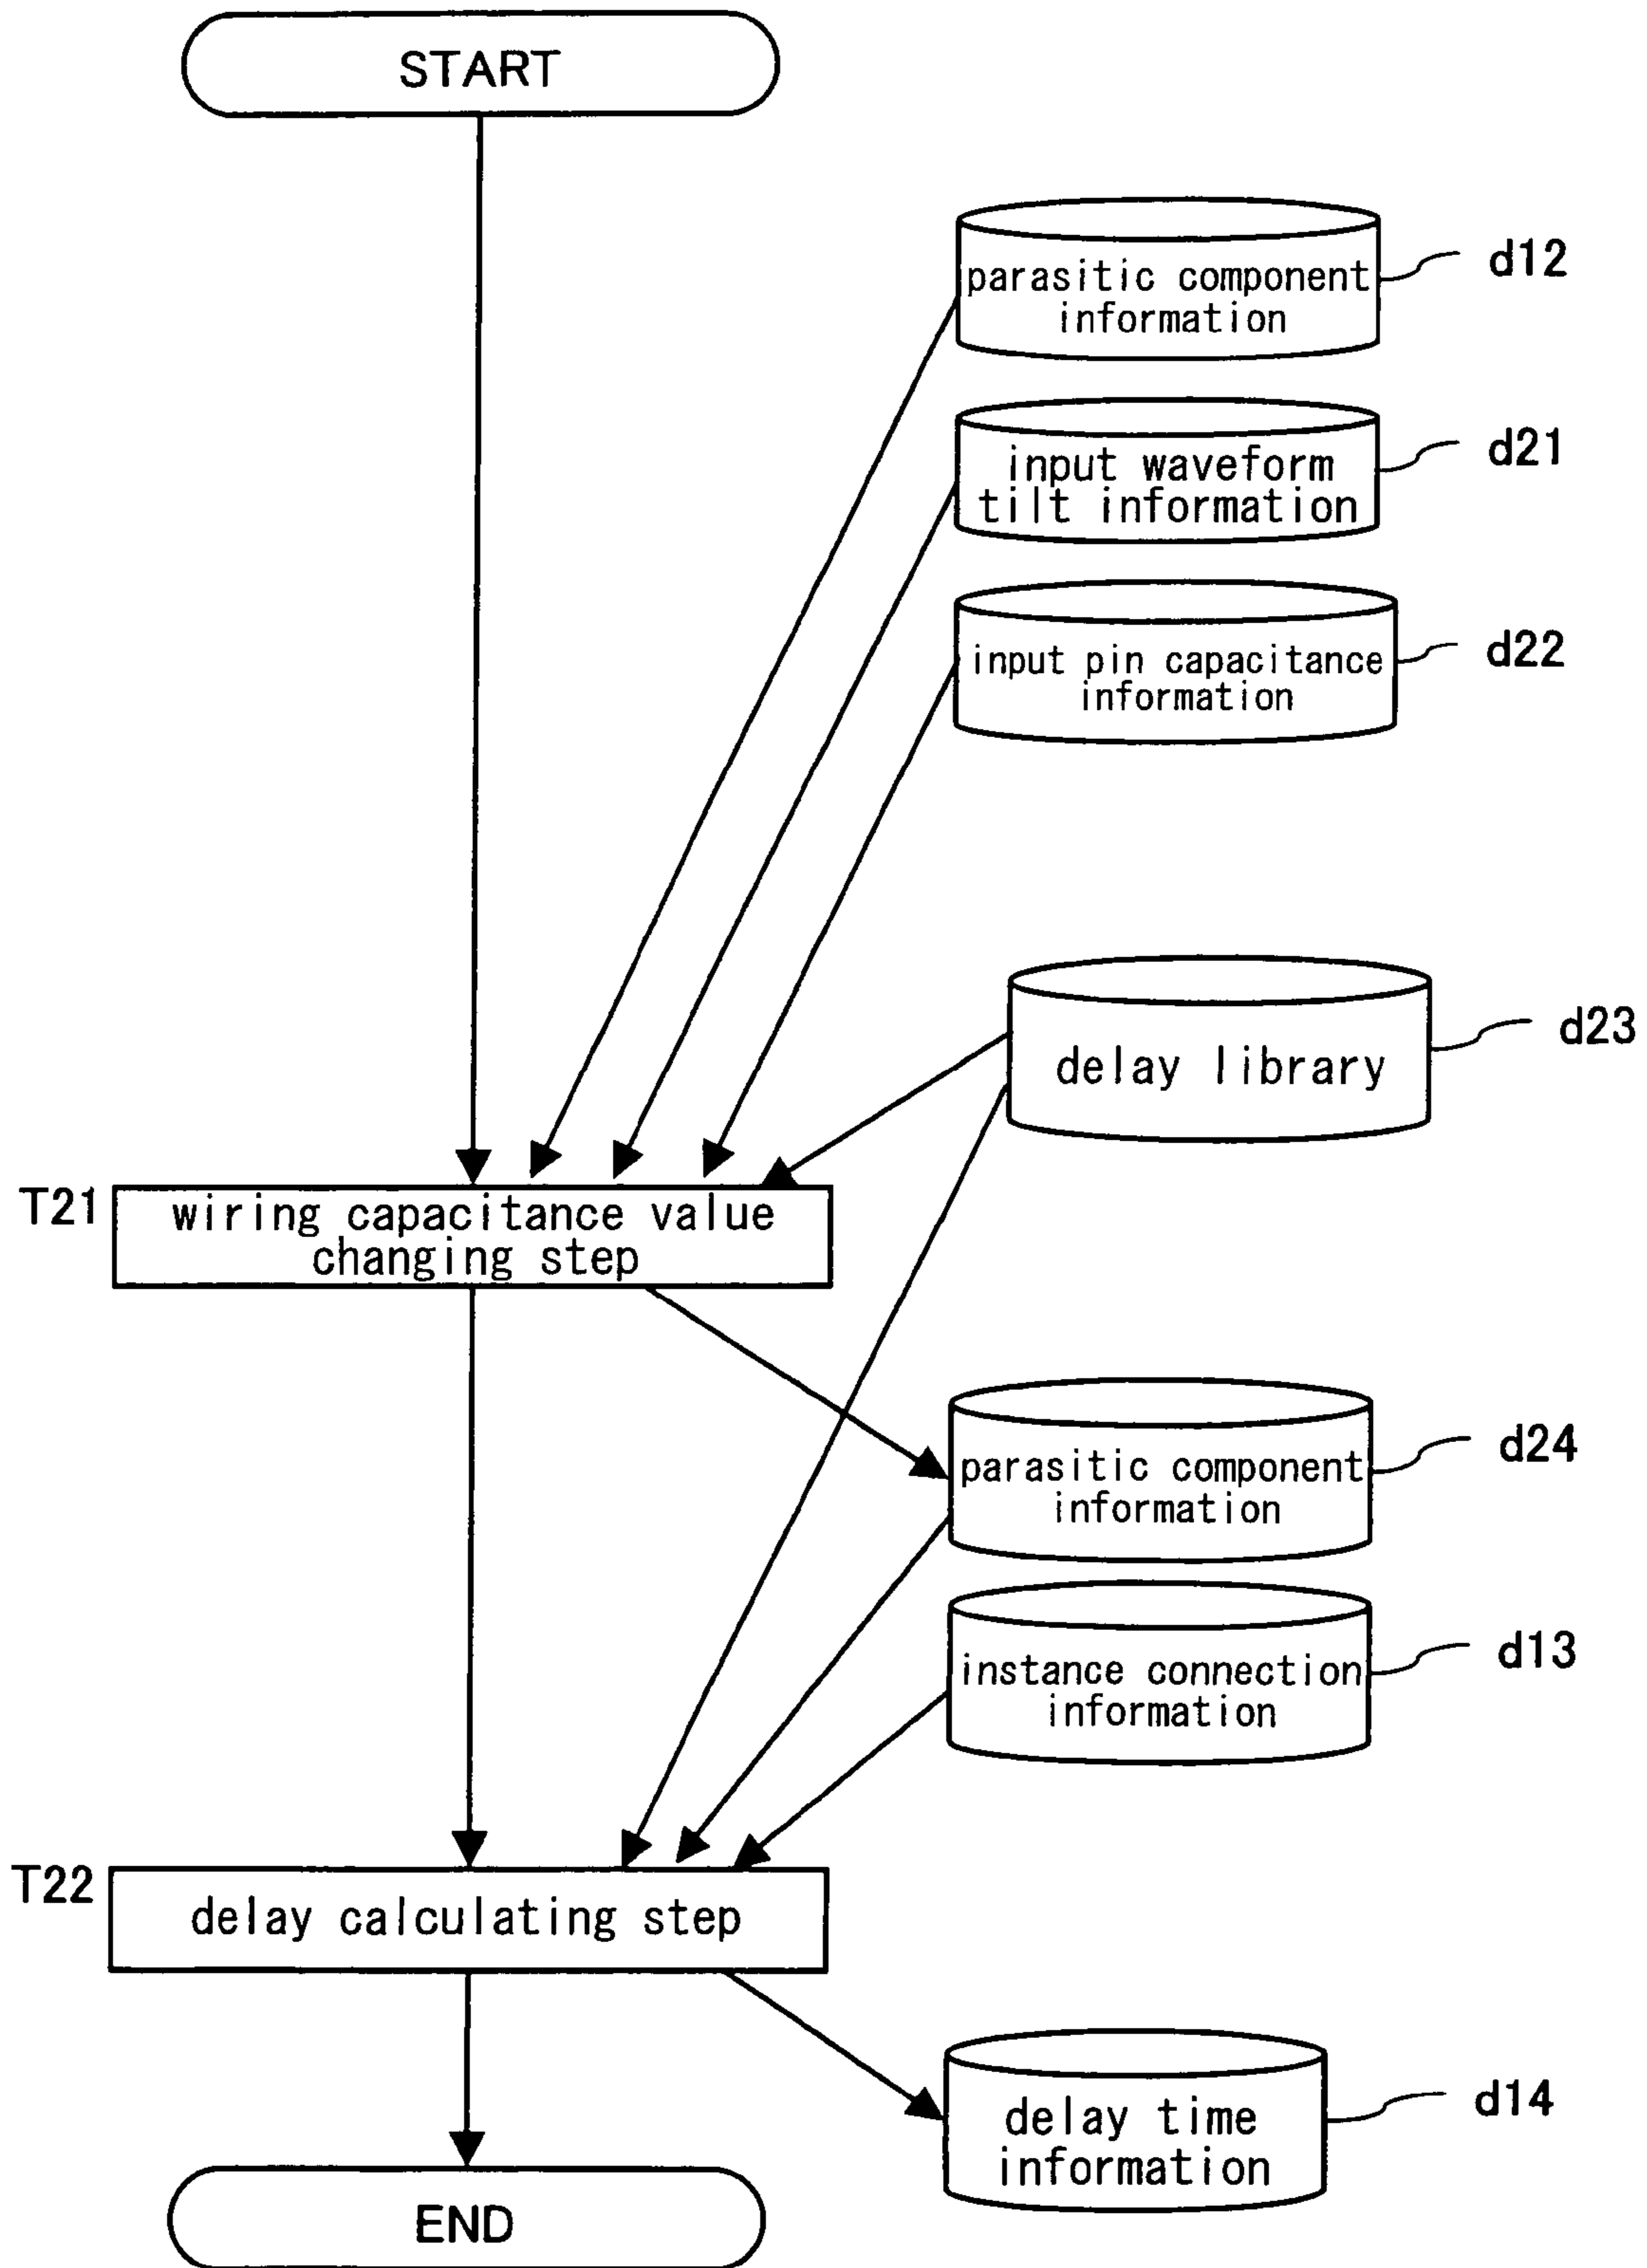 START
parasitic component
information
d12
input waveform
tilt information
d21
input pin capacitance
information
d22
delay library
d23
T21
wiring capacitance value
changing step
parasitic component
information
d24
instance connection
information
d13
T22
delay calculating step
delay time
information
d14
END